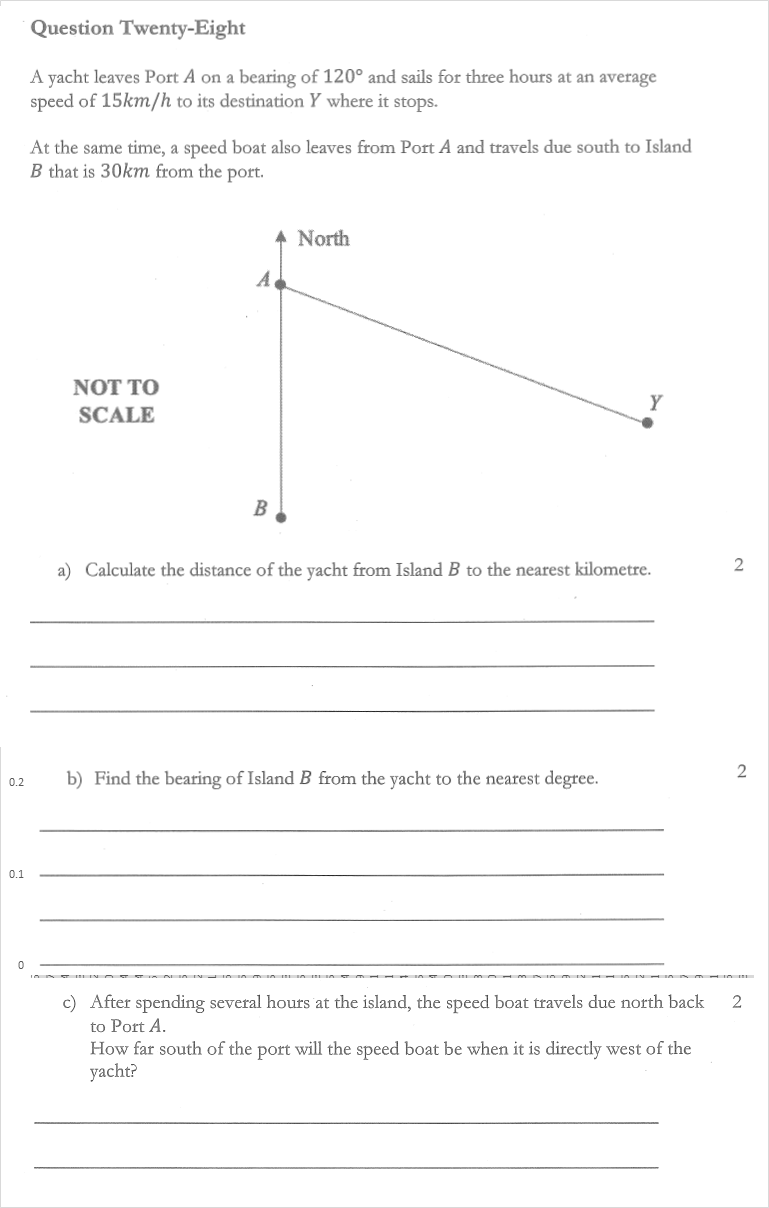 Question Twenty-Eight
A yacht leaves Port A on a bearing of 120° and sails for three hours at an average
speed of 15km/h to its destination Y where it stops.
At the same time, a speed boat also leaves from Port A and travels due south to Island
B that is 30km from the port.
North
A
NOT TO
SCALE
Y
B
a) Calculate the distance of the yacht from Island B to the nearest kilometre. 2
b) Find the bearing of Island B from the yacht to the nearest degree. 2
0.2
0.1
0
c) After spending several hours at the island, the speed boat travels due north back 2
to Port A.
How far south of the port will the speed boat be when it is directly west of the
yacht?